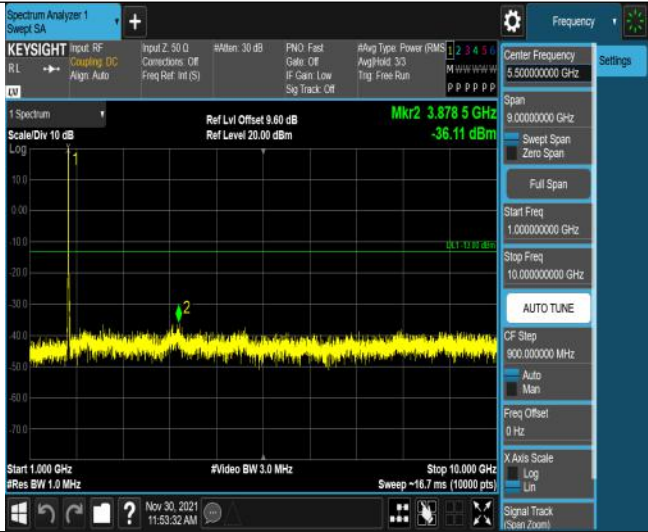 Spectrum Analyzer 1
Swept SA
+
Frequency
KEYSIGHT
RL
LV
Input: RF
Coupling: DC
Align: Auto
Input Z: 50 Ω
Corrections: Off
Freq Ref: Int (S)
#Atten: 30 dB
PNO: Fast
Gate: Off
IF Gain: Low
Sig Track: Off
#Avg Type: Power (RMS
Avg|Hold: 3/3
Trig: Free Run
1 2 3 4 5 6
M W W W W W
P P P P P P
Center Frequency
5.500000000 GHz
Settings
Span
9.00000000 GHz
Swept Span
Zero Span
Full Span
Start Freq
1.000000000 GHz
Stop Freq
10.000000000 GHz
AUTO TUNE
CF Step
900.000000 MHz
Auto
Man
Freq Offset
0 Hz
X Axis Scale
Log
Lin
Signal Track
(Span Zoom)
1 Spectrum
Scale/Div 10 dB
Log
Ref Lvl Offset 9.60 dB
Ref Level 20.00 dBm
Mkr2 3.878 5 GHz
-36.11 dBm
1
10.0
0.00
-10.0
DL1 -13.00 dBm
-20.0
-30.0
2
-40.0
-50.0
-60.0
-70.0
Start 1.000 GHz
#Video BW 3.0 MHz
Stop 10.000 GHz
#Res BW 1.0 MHz
Sweep ~16.7 ms (10000 pts)
?
Nov 30, 2021
11:53:32 AM